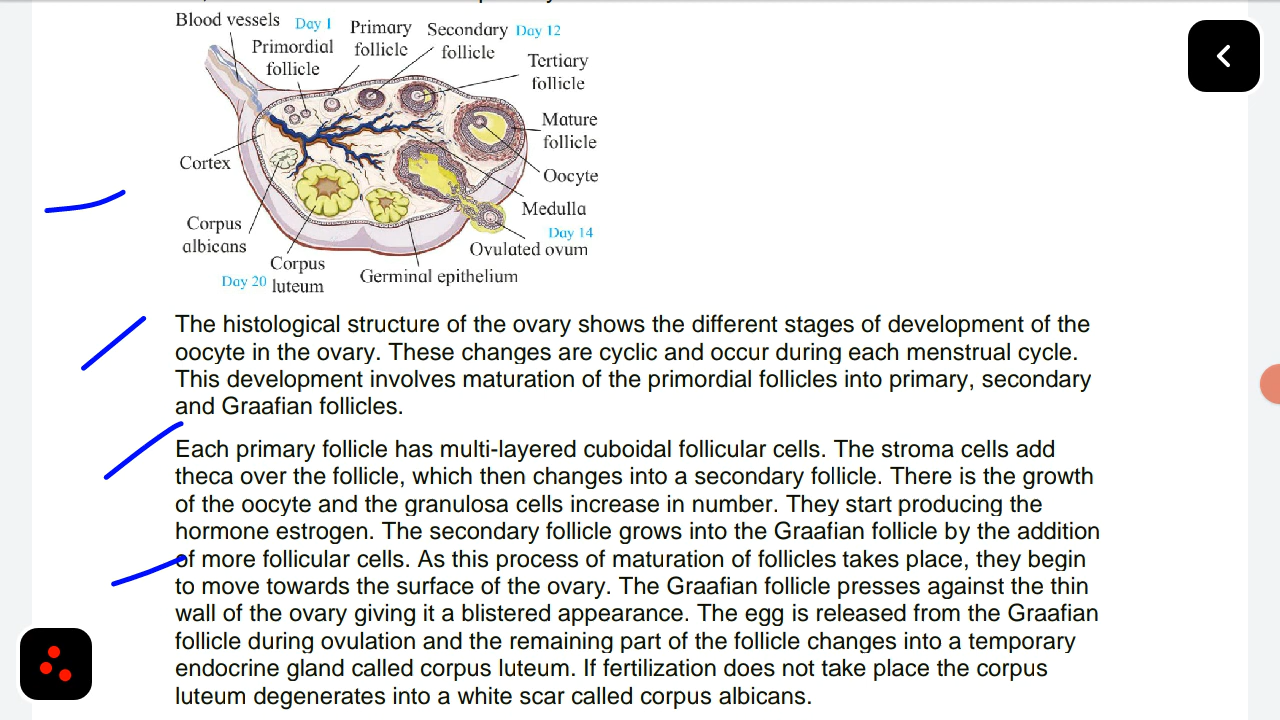 Blood vessels Day 1 Primary Secondary Day 12
Primordial follicle follicle Tertiary
follicle follicle
Mature
follicle
Cortex
Oocyte
Medulla
Corpus Day 14
albicans Ovulated ovum
Corpus Germinal epithelium
Day 20 luteum
The histological structure of the ovary shows the different stages of development of the
oocyte in the ovary. These changes are cyclic and occur during each menstrual cycle.
This development involves maturation of the primordial follicles into primary, secondary
and Graafian follicles.
Each primary follicle has multi-layered cuboidal follicular cells. The stroma cells add
theca over the follicle, which then changes into a secondary follicle. There is the growth
of the oocyte and the granulosa cells increase in number. They start producing the
hormone estrogen. The secondary follicle grows into the Graafian follicle by the addition
of more follicular cells. As this process of maturation of follicles takes place, they begin
to move towards the surface of the ovary. The Graafian follicle presses against the thin
wall of the ovary giving it a blistered appearance. The egg is released from the Graafian
follicle during ovulation and the remaining part of the follicle changes into a temporary
endocrine gland called corpus luteum. If fertilization does not take place the corpus
luteum degenerates into a white scar called corpus albicans.